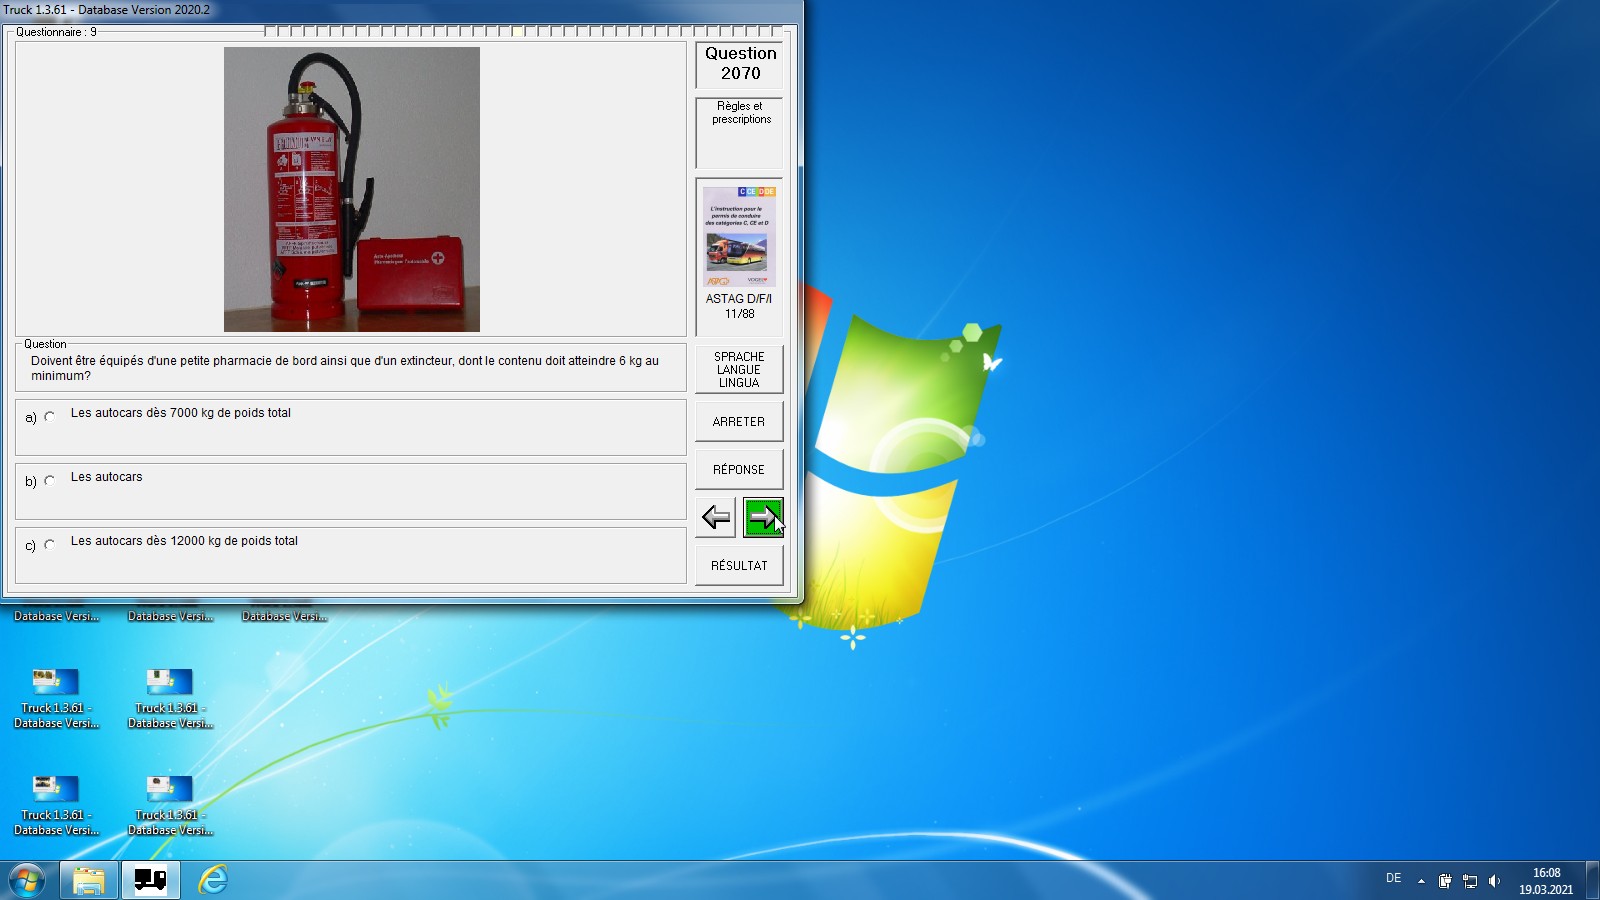 Truck 1.3.61 - Database Version 2020.2
Questionnaire : 9
Question
2070
Règles et
prescriptions
C CE D DE
L'instruction pour le
permis de conduire
des catégories C, CE et D
ASTAG D/F/I
11/88
Question
Doivent être équipés d'une petite pharmacie de bord ainsi que d'un extincteur, dont le contenu doit atteindre 6 kg au
minimum?
SPRACHE
LANGUE
LINGUA
a) Les autocars dès 7000 kg de poids total
ARRETER
b) Les autocars
RÉPONSE
c) Les autocars dès 12000 kg de poids total
RÉSULTAT
Database Versi...
Database Versi...
Database Versi...
Truck 1.3.61 -
Database Versi...
Truck 1.3.61 -
Database Versi...
Truck 1.3.61 -
Database Versi...
Truck 1.3.61 -
Database Versi...
DE
16:08
19.03.2021